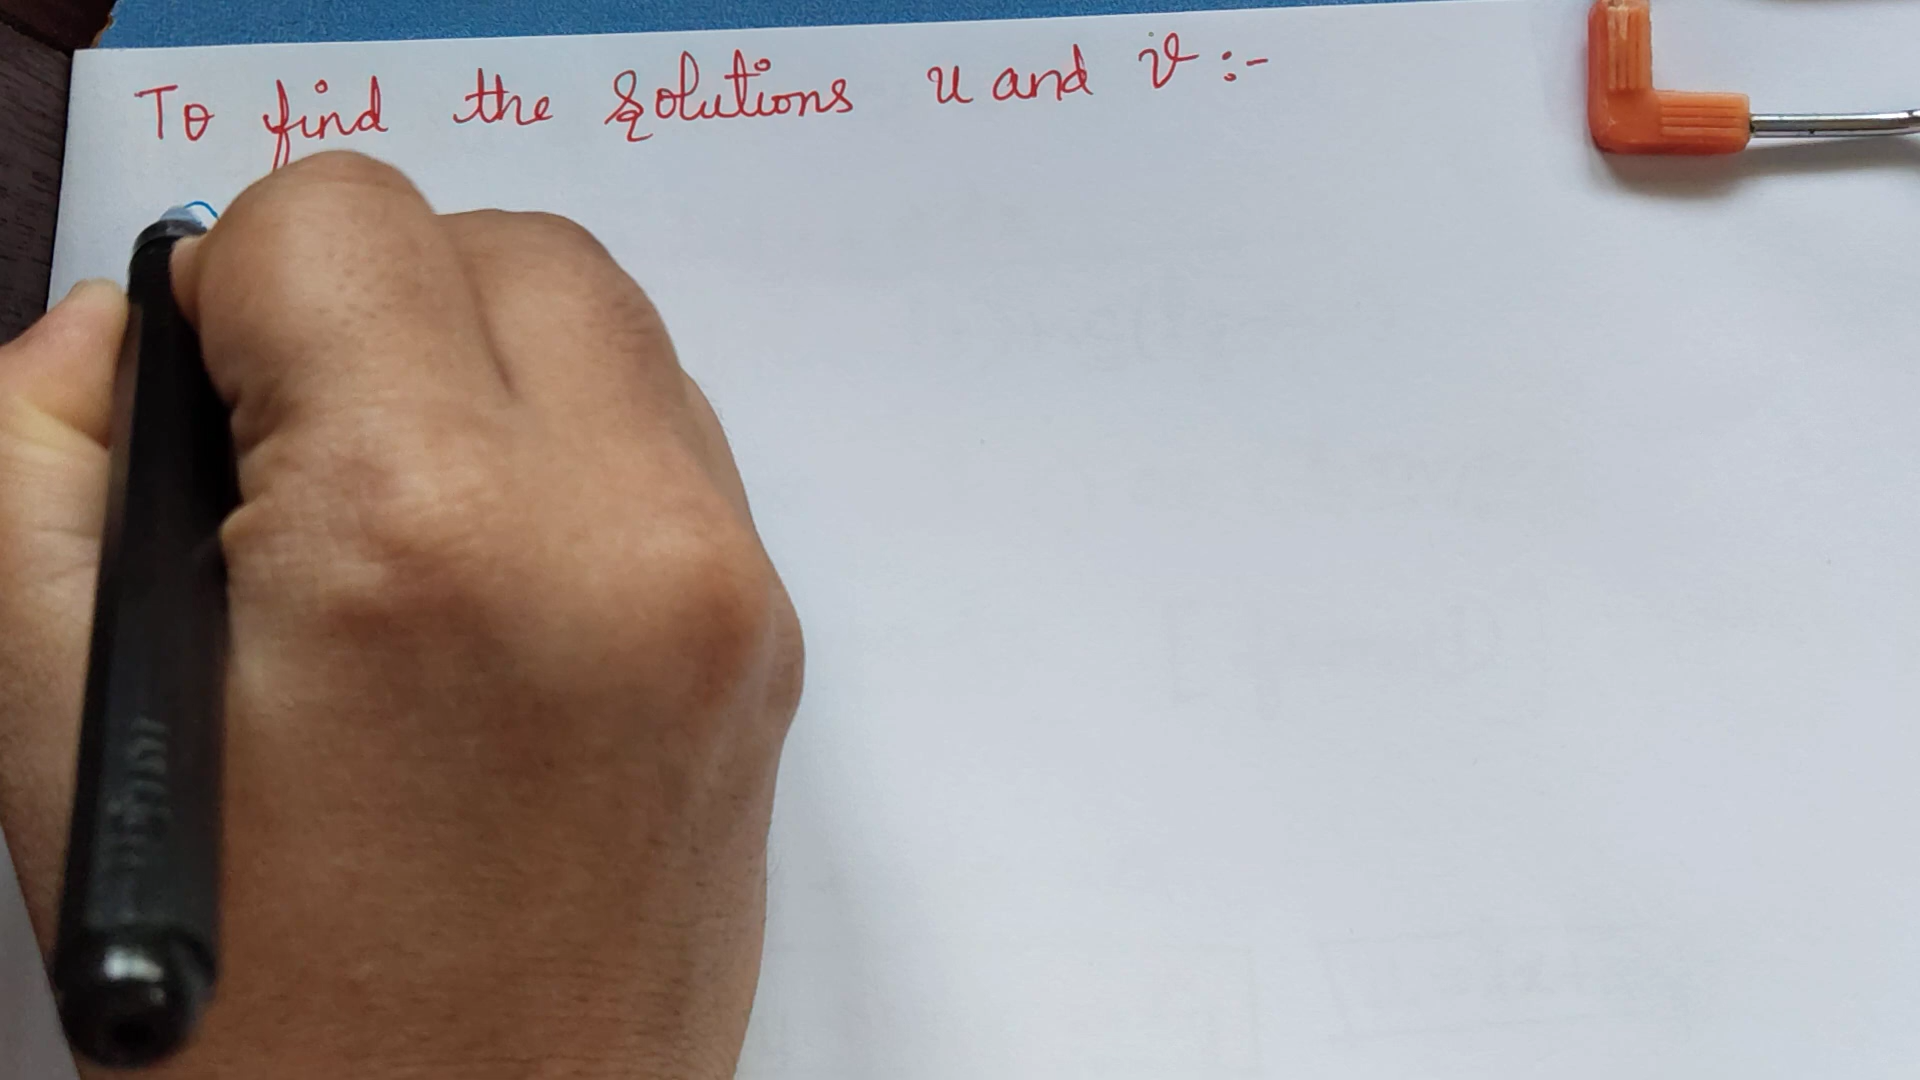 To find the solutions u and v :-